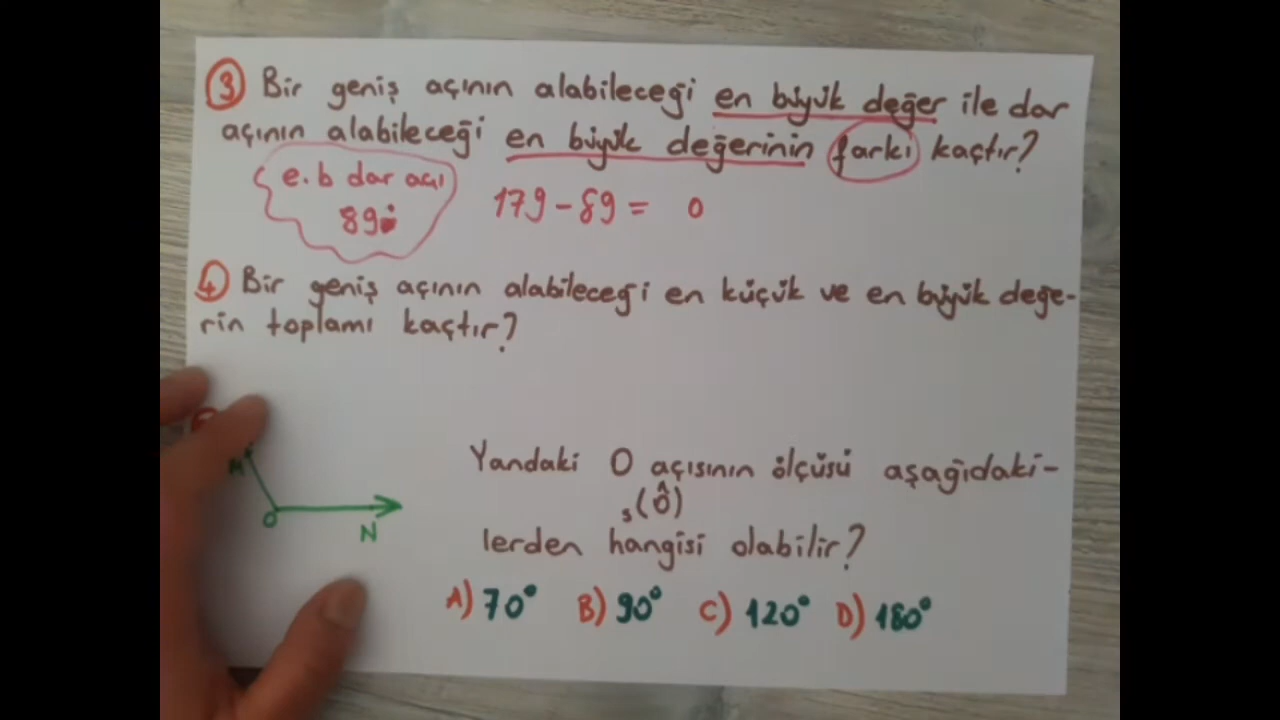 3 Bir geniş açının alabileceği en büyük değer ile dar
açının alabileceği en büyük değerinin farkı kaçtır?
e.b dar açı
89
179-89= 0
4 Bir geniş açının alabileceği en küçük ve en büyük değe-
rin toplamı kaçtır?
M
O
N
Yandaki O açısının ölçüsü aşağıdaki-
s(Ô)
lerden hangisi olabilir?
A) 70° B) 90° C) 120° D) 180°